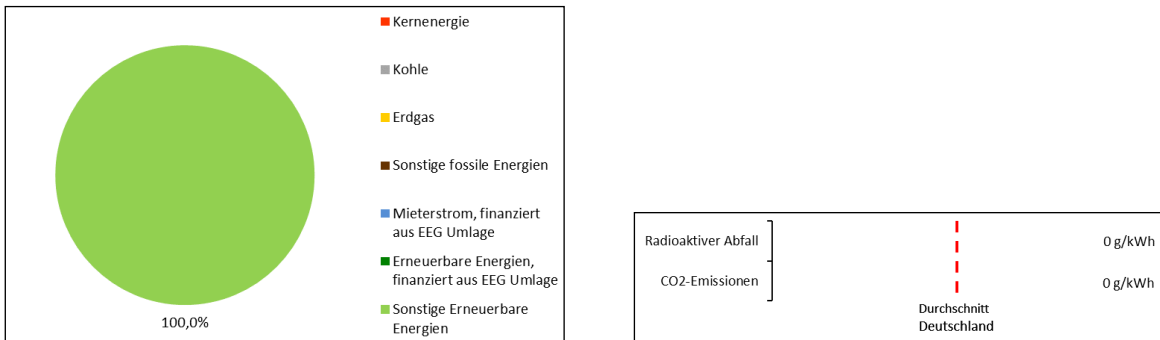 Kernenergie
Kohle
Erdgas
Sonstige fossile Energien
Mieterstrom, finanziert
aus EEG Umlage
Erneuerbare Energien,
finanziert aus EEG Umlage
Sonstige Erneuerbare
Energien
100,0%
Radioaktiver Abfall 0 g/kWh
CO2-Emissionen 0 g/kWh
Durchschnitt
Deutschland